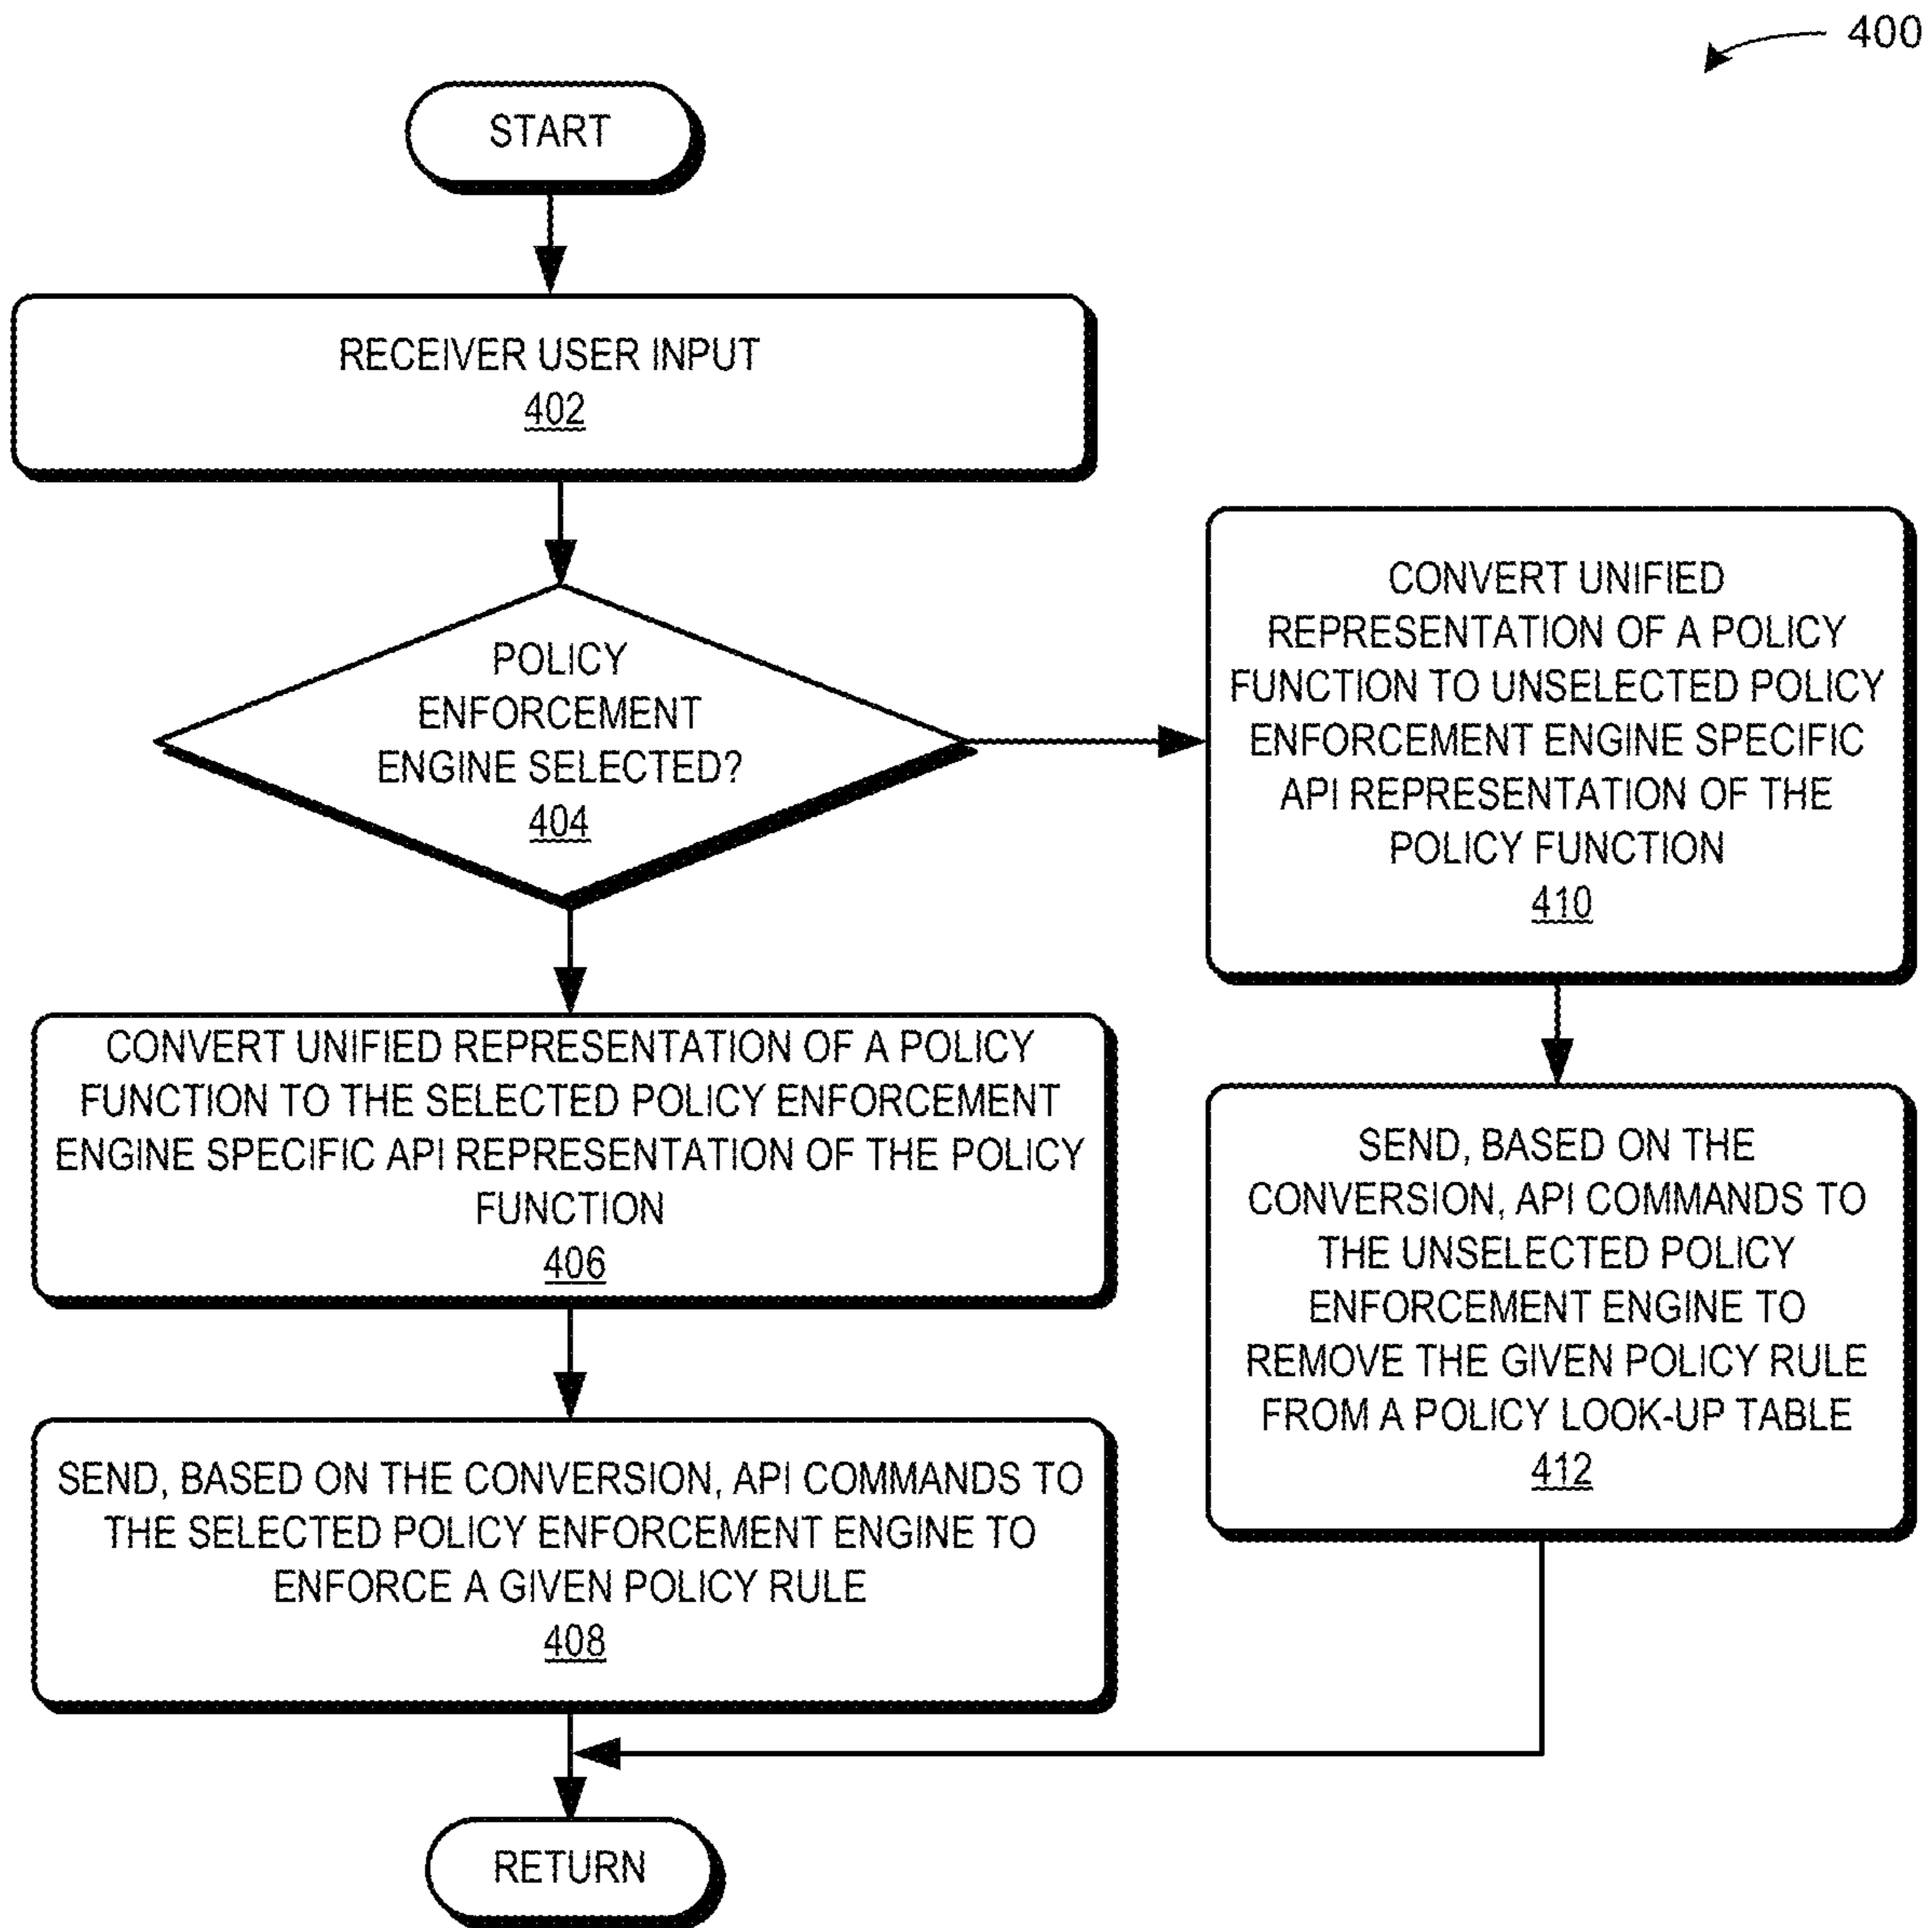 400
START
RECEIVER USER INPUT
402
POLICY
ENFORCEMENT
ENGINE SELECTED?
404
CONVERT UNIFIED REPRESENTATION OF A POLICY
FUNCTION TO THE SELECTED POLICY ENFORCEMENT
ENGINE SPECIFIC API REPRESENTATION OF THE POLICY
FUNCTION
406
SEND, BASED ON THE CONVERSION, API COMMANDS TO
THE SELECTED POLICY ENFORCEMENT ENGINE TO
ENFORCE A GIVEN POLICY RULE
408
CONVERT UNIFIED
REPRESENTATION OF A POLICY
FUNCTION TO UNSELECTED POLICY
ENFORCEMENT ENGINE SPECIFIC
API REPRESENTATION OF THE
POLICY FUNCTION
410
SEND, BASED ON THE
CONVERSION, API COMMANDS TO
THE UNSELECTED POLICY
ENFORCEMENT ENGINE TO
REMOVE THE GIVEN POLICY RULE
FROM A POLICY LOOK-UP TABLE
412
RETURN